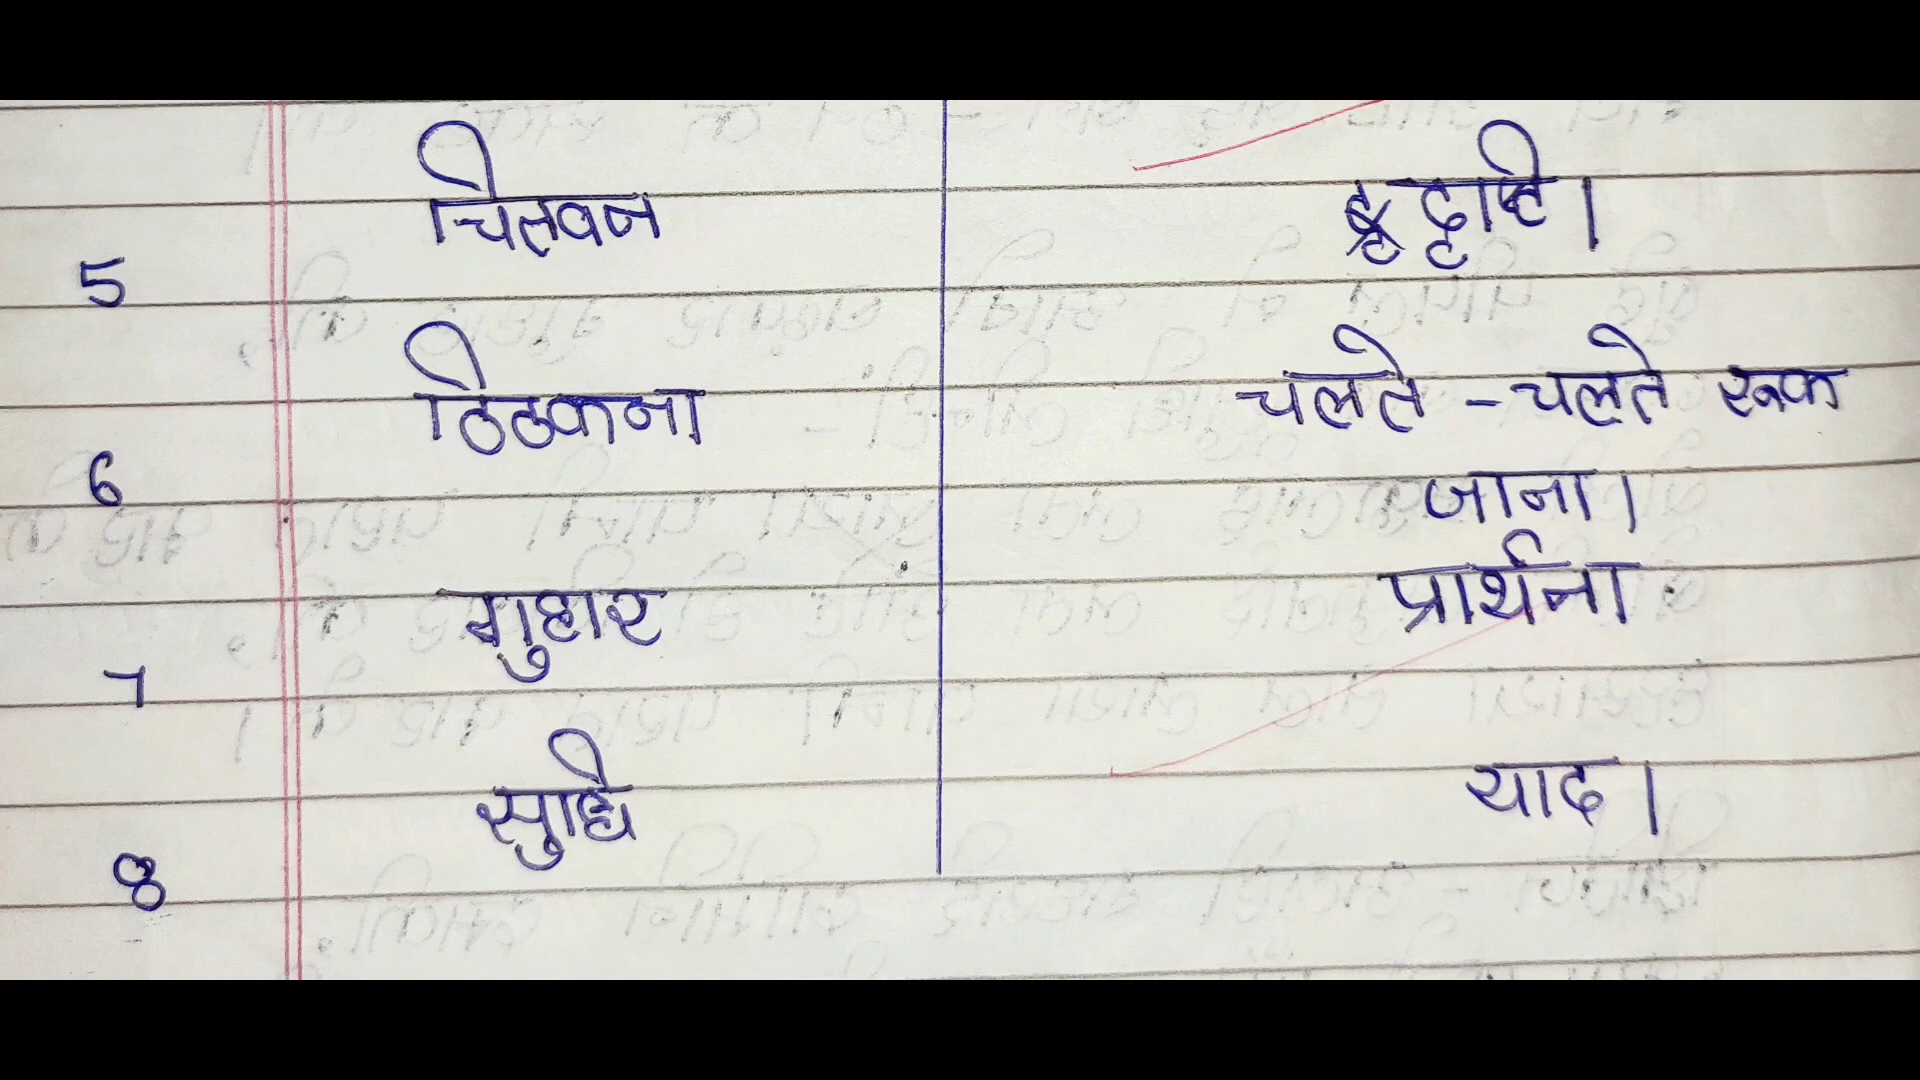 5 चितवन दृष्टि।
6 ठिठकना चलते - चलते रूक
जाना।
7 गुहार प्रार्थना
8 सुधि याद।